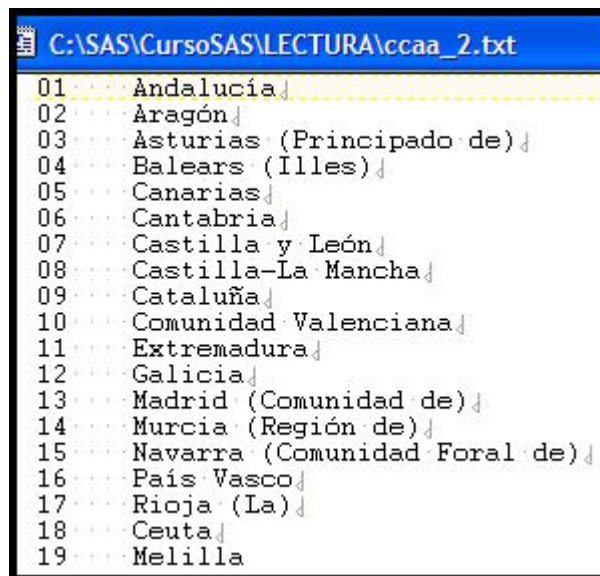 C:\SAS\CursoSAS\LECTURA\ccaa_2.txt
01 Andalucía
02 Aragón
03 Asturias (Principado de)
04 Balears (Illes)
05 Canarias
06 Cantabria
07 Castilla y León
08 Castilla-La Mancha
09 Cataluña
10 Comunidad Valenciana
11 Extremadura
12 Galicia
13 Madrid (Comunidad de)
14 Murcia (Región de)
15 Navarra (Comunidad Foral de)
16 País Vasco
17 Rioja (La)
18 Ceuta
19 Melilla